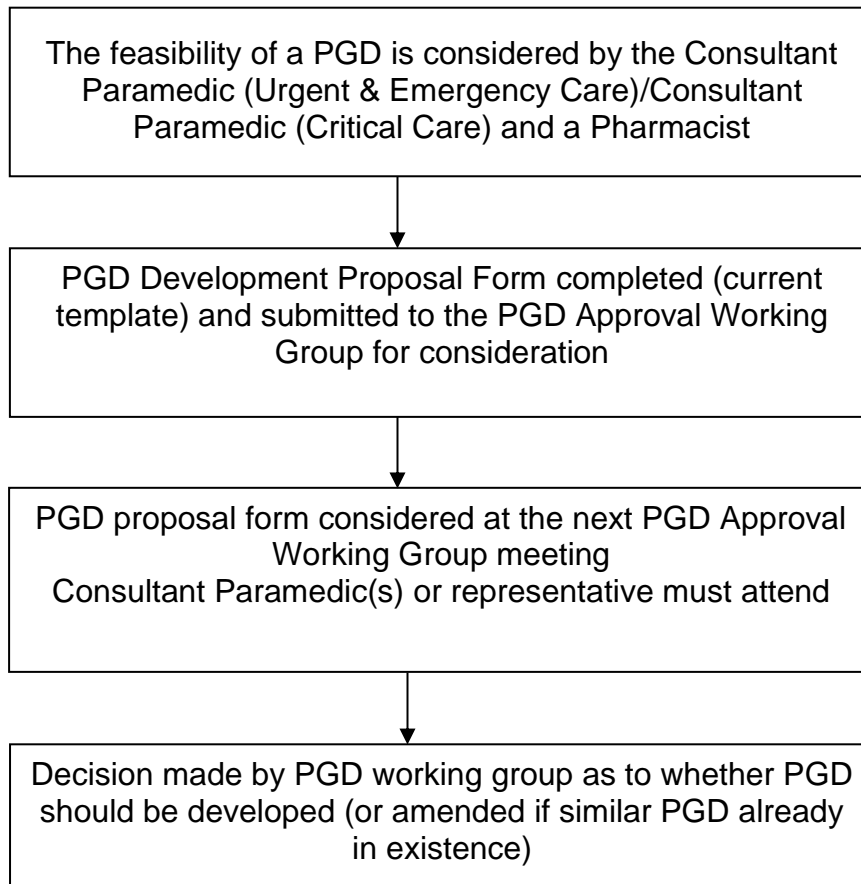 The feasibility of a PGD is considered by the Consultant
Paramedic (Urgent & Emergency Care)/Consultant
Paramedic (Critical Care) and a Pharmacist
PGD Development Proposal Form completed (current
template) and submitted to the PGD Approval Working
Group for consideration
PGD proposal form considered at the next PGD Approval
Working Group meeting
Consultant Paramedic(s) or representative must attend
Decision made by PGD working group as to whether PGD
should be developed (or amended if similar PGD already
in existence)